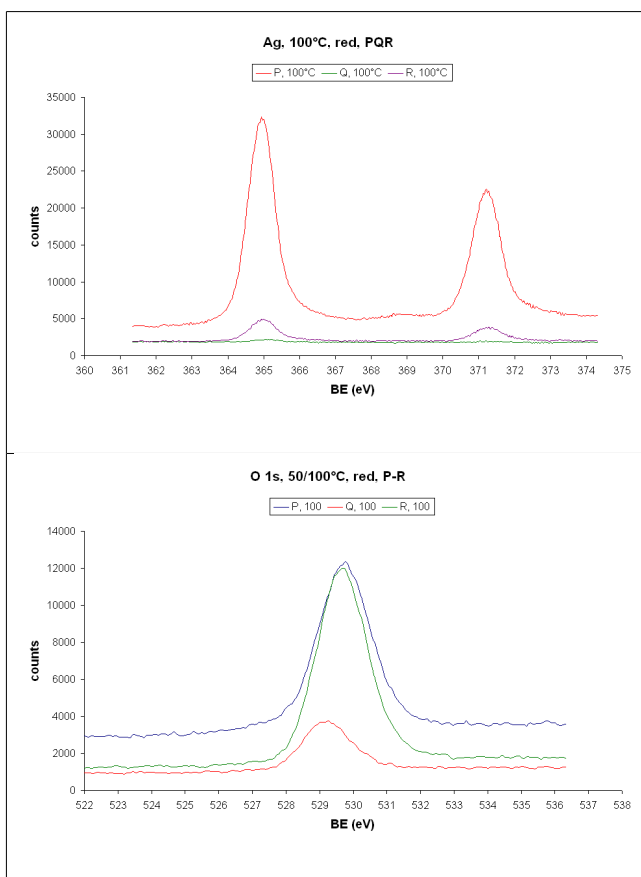 Ag, 100°C, red, PQR
P, 100°C Q, 100°C R, 100°C
35000
30000
25000
20000
15000
10000
5000
0
counts
360 361 362 363 364 365 366 367 368 369 370 371 372 373 374 375
BE (eV)
O 1s, 50/100°C, red, P-R
P, 100 Q, 100 R, 100
14000
12000
10000
8000
6000
4000
2000
0
counts
522 523 524 525 526 527 528 529 530 531 532 533 534 535 536 537 538
BE (eV)